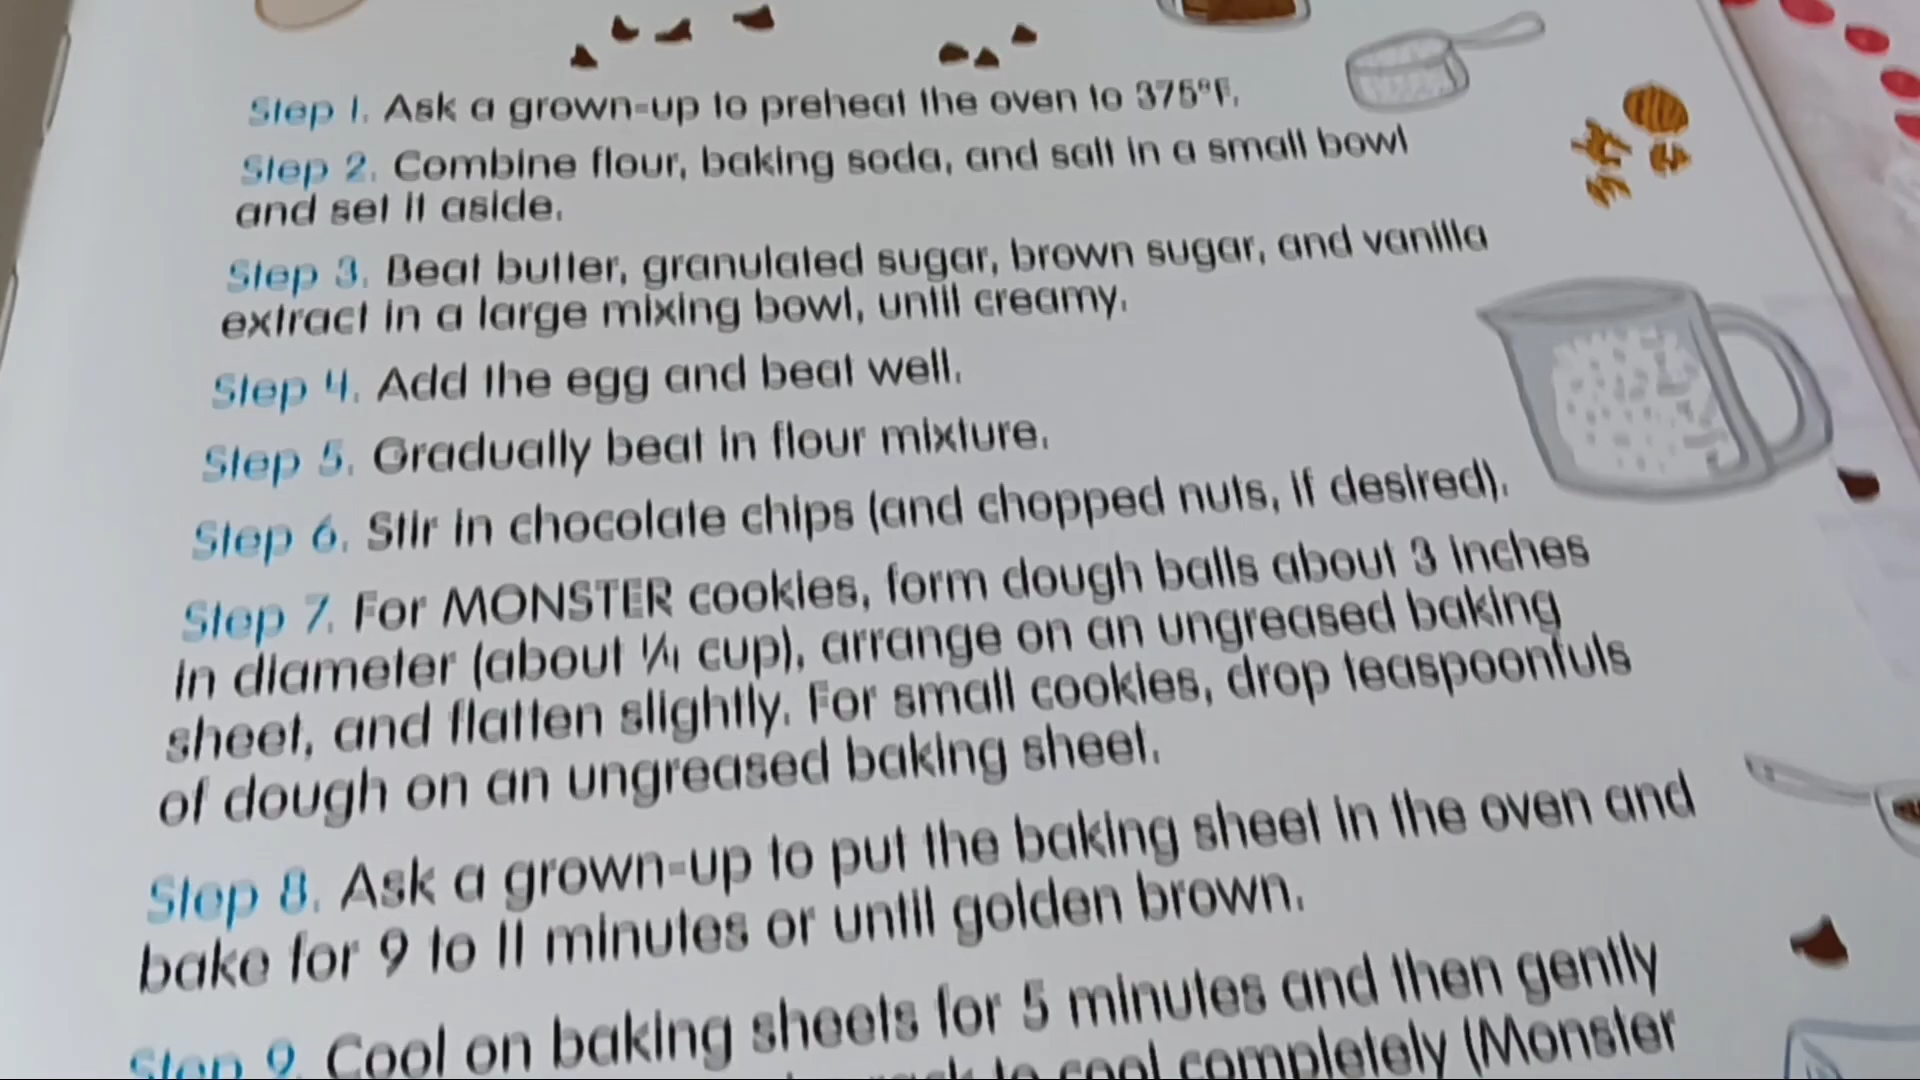 Step 1. Ask a grown-up to preheat the oven to 375°F.
Step 2. Combine flour, baking soda, and salt in a small bowl
and set it aside.
Step 3. Beat butter, granulated sugar, brown sugar, and vanilla
extract in a large mixing bowl, until creamy.
Step 4. Add the egg and beat well.
Step 5. Gradually beat in flour mixture.
Step 6. Stir in chocolate chips (and chopped nuts, if desired).
Step 7. For MONSTER cookies, form dough balls about 3 inches
in diameter (about 1/4 cup), arrange on an ungreased baking
sheet, and flatten slightly. For small cookies, drop teaspoonfuls
of dough on an ungreased baking sheet.
Step 8. Ask a grown-up to put the baking sheet in the oven and
bake for 9 to 11 minutes or until golden brown.
Step 9. Cool on baking sheets for 5 minutes and then gently
rack to cool completely (Monster